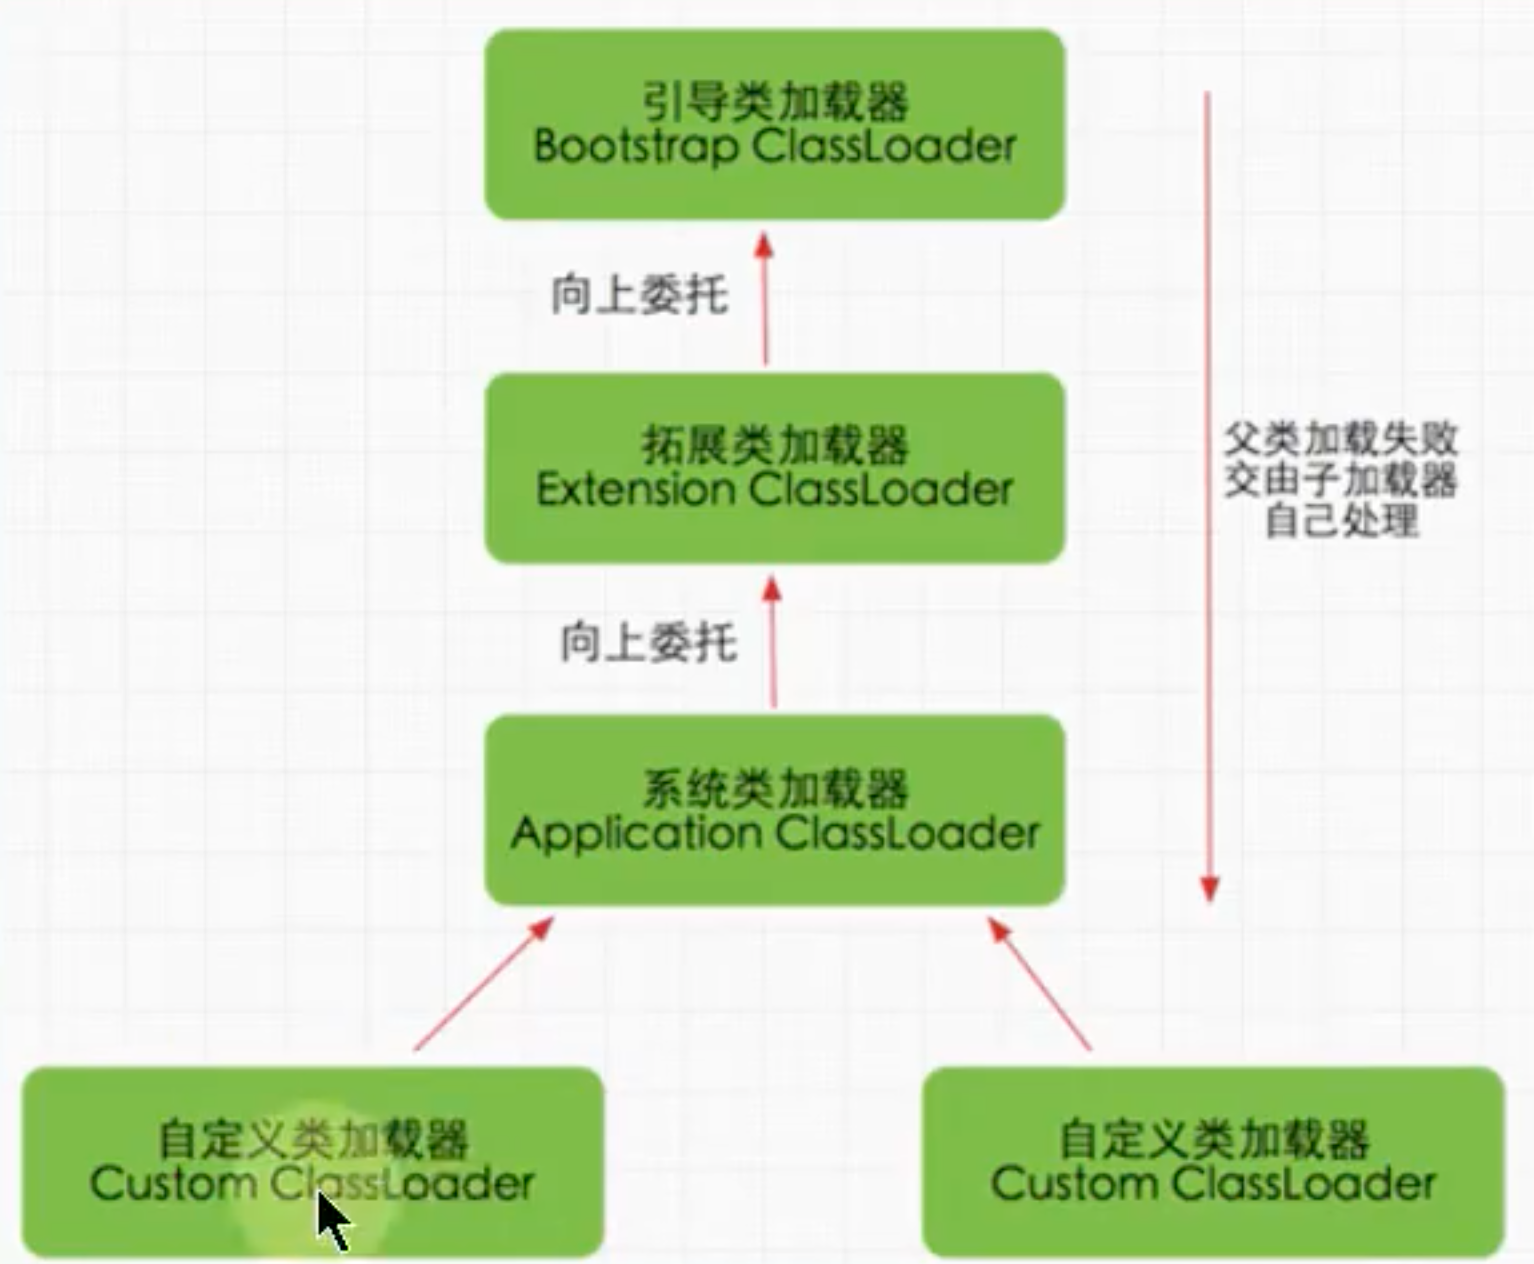 引导类加载器
Bootstrap ClassLoader
向上委托
拓展类加载器
Extension ClassLoader
父类加载失败
交由子加载器
自己处理
向上委托
系统类加载器
Application ClassLoader
自定义类加载器
Custom ClassLoader
自定义类加载器
Custom ClassLoader